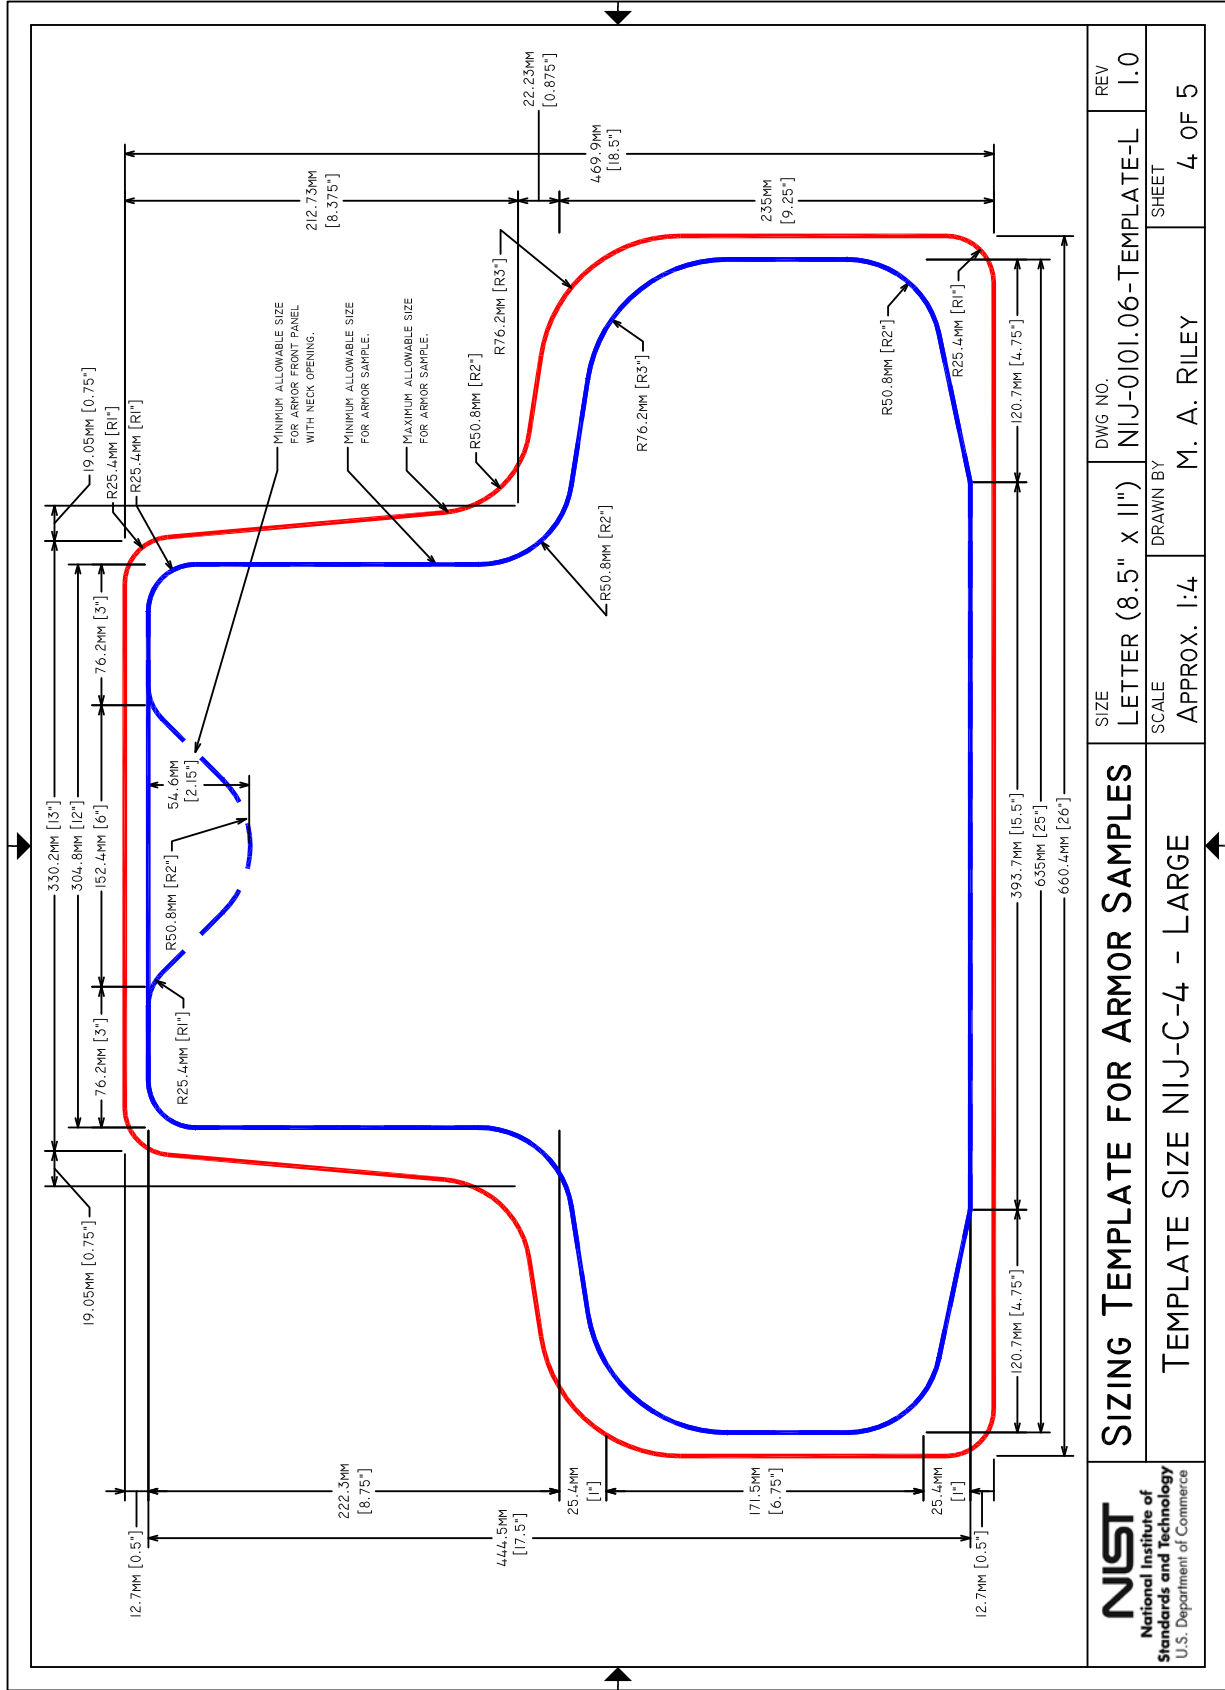 330.2MM [13"]
304.8MM [12"]
152.4MM [6"]
76.2MM [3"]
76.2MM [3"]
19.05MM [0.75"]
19.05MM [0.75"]
R25.4MM [R1"]
R25.4MM [R1"]
12.7MM [0.5"]
R25.4MM [R1"]
R50.8MM [R2"]
54.6MM
[2.15"]
MINIMUM ALLOWABLE SIZE
FOR ARMOR FRONT PANEL
WITH NECK OPENING.
MINIMUM ALLOWABLE SIZE
FOR ARMOR SAMPLE.
MAXIMUM ALLOWABLE SIZE
FOR ARMOR SAMPLE.
R50.8MM [R2"]
R76.2MM [R3"]
212.73MM
[8.375"]
22.23MM
[0.875"]
469.9MM
[18.5"]
235MM
[9.25"]
222.3MM
[8.75"]
444.5MM
[17.5"]
25.4MM
[1"]
171.5MM
[6.75"]
25.4MM
[1"]
12.7MM [0.5"]
R50.8MM [R2"]
R76.2MM [R3"]
R50.8MM [R2"]
R25.4MM [R1"]
120.7MM [4.75"]
393.7MM [15.5"]
120.7MM [4.75"]
635MM [25"]
660.4MM [26"]
NIST
National Institute of
Standards and Technology
U.S. Department of Commerce
SIZING TEMPLATE FOR ARMOR SAMPLES
TEMPLATE SIZE NIJ-C-4 - LARGE
SIZE
LETTER (8.5" X 11")
DWG NO.
NIJ-0101.06-TEMPLATE-L
REV
1.0
SCALE
APPROX. 1:4
DRAWN BY
M. A. RILEY
SHEET
4 OF 5